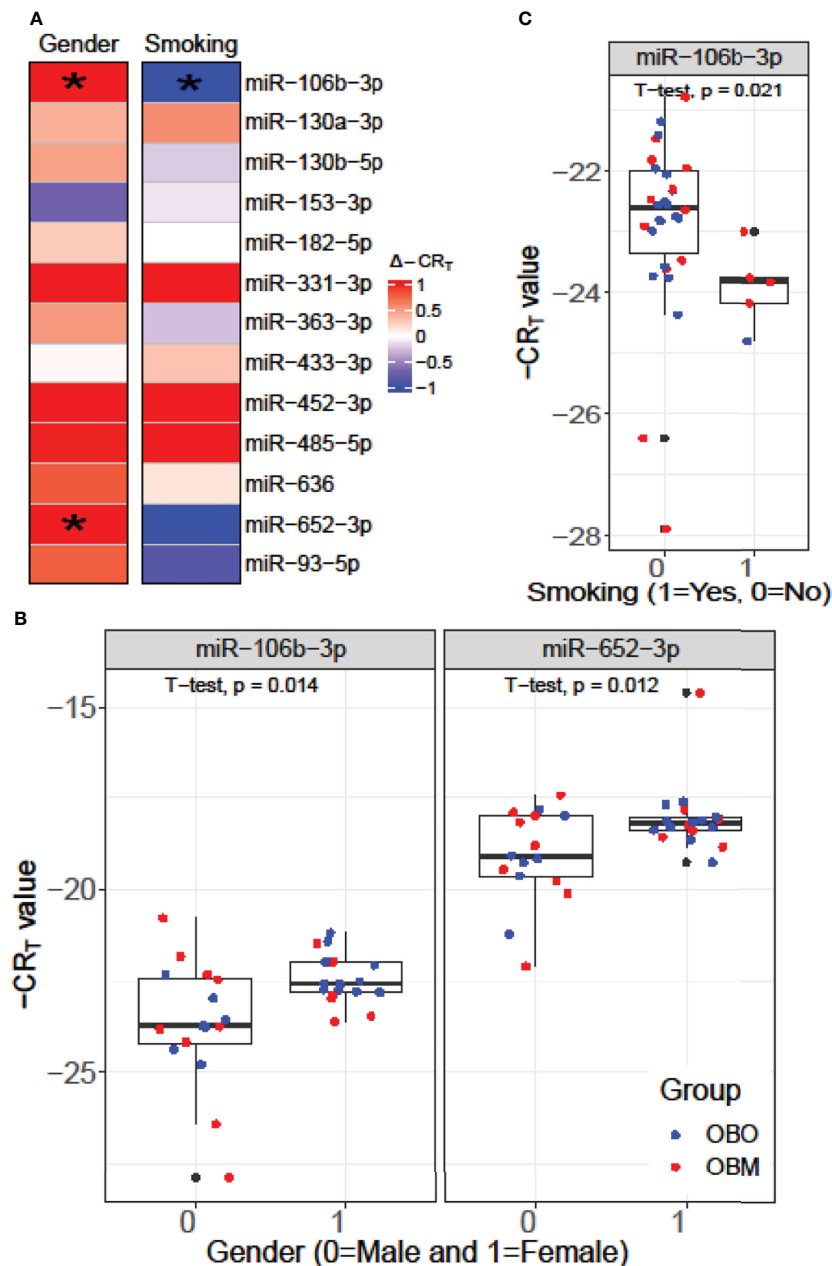 A
Gender Smoking
* * miR−106b−3p
miR−130a−3p
miR−130b−5p
miR−153−3p
miR−182−5p
miR−331−3p
miR−363−3p
miR−433−3p
miR−452−3p
miR−485−5p
miR−636
* miR−652−3p
miR−93−5p
Δ−CRT
1
0.5
0
−0.5
−1
C
miR−106b−3p
T−test, p = 0.021
−CRT value
−22
−24
−26
−28
0 1
Smoking (1=Yes, 0=No)
B
miR−106b−3p miR−652−3p
T−test, p = 0.014 T−test, p = 0.012
−CRT value
−15
−20
−25
Group
OBO
OBM
0 1 0 1
Gender (0=Male and 1=Female)